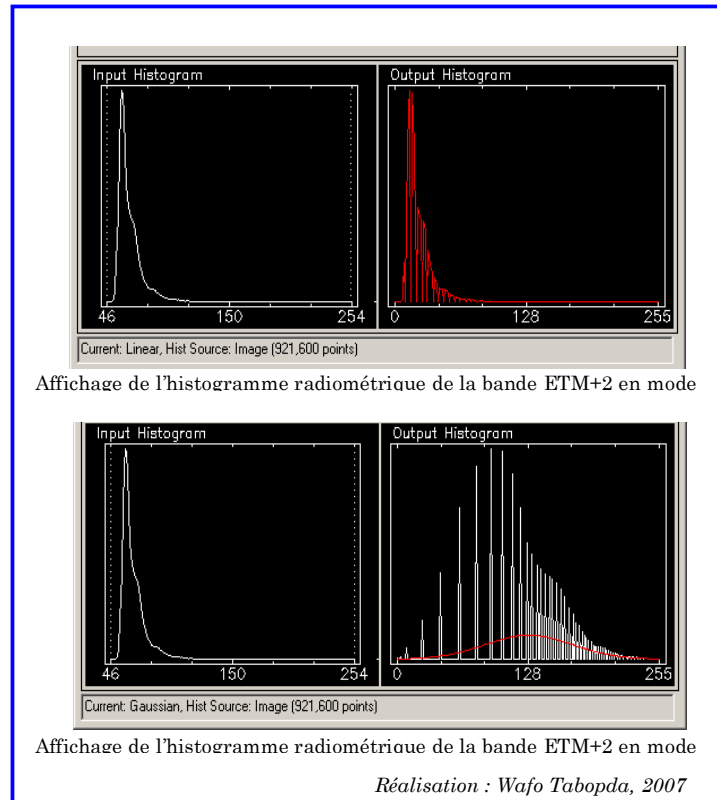 Input Histogram Output Histogram
46 150 254 0 128 255
Current: Linear, Hist Source: Image (921,600 points)
Affichage de l'histogramme radiométrique de la bande ETM+2 en mode
Input Histogram Output Histogram
46 150 254 0 128 255
Current: Gaussian, Hist Source: Image (921,600 points)
Affichage de l'histogramme radiométrique de la bande ETM+2 en mode
Réalisation : Wafo Tabopda, 2007